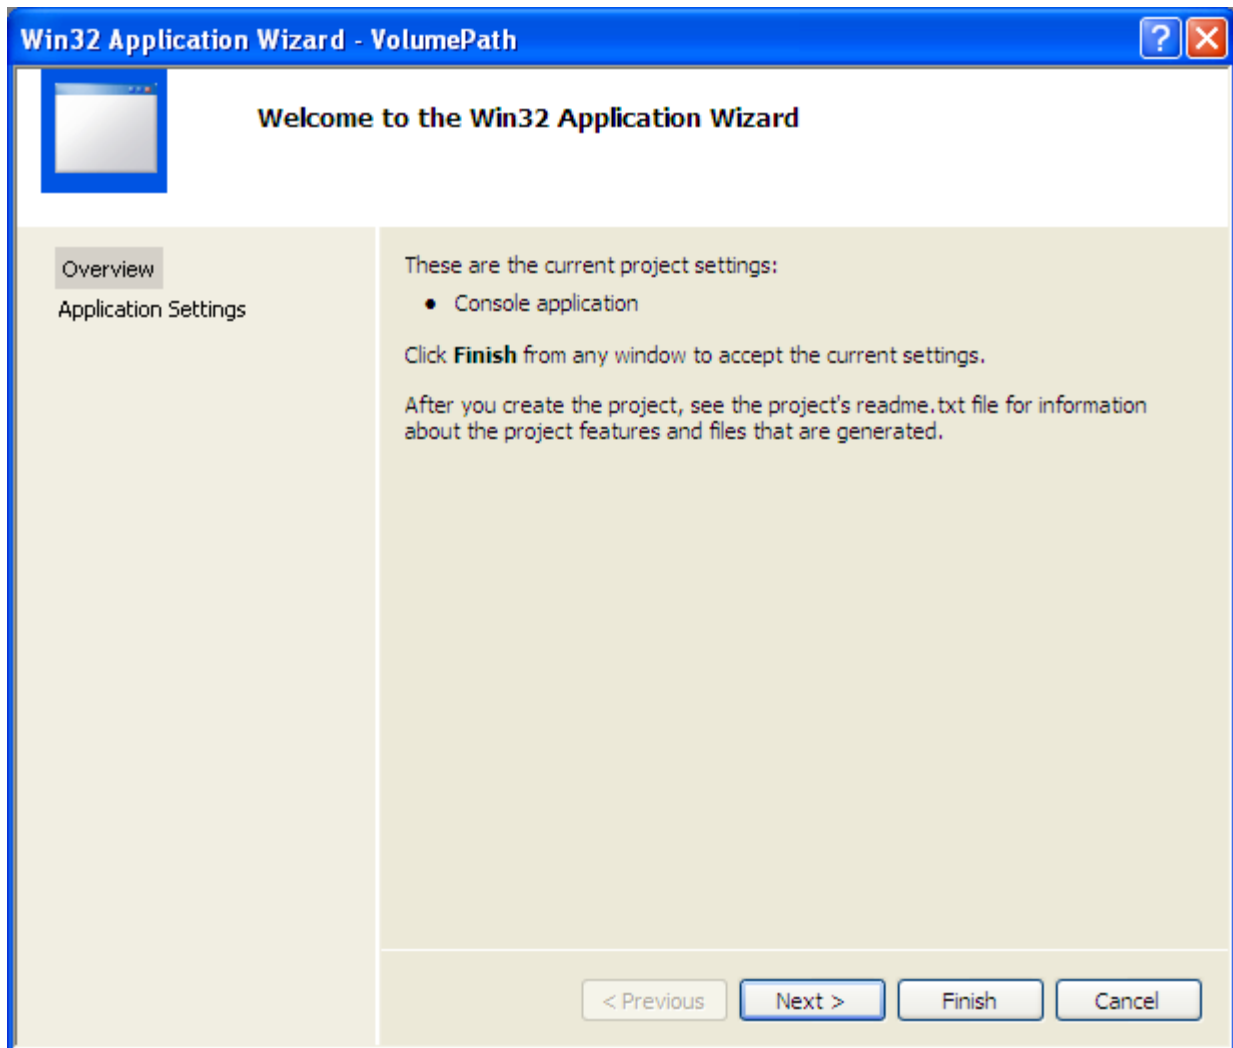 Win32 Application Wizard - VolumePath
Welcome to the Win32 Application Wizard
Overview
Application Settings
These are the current project settings:
• Console application
Click Finish from any window to accept the current settings.
After you create the project, see the project's readme.txt file for information
about the project features and files that are generated.
< Previous
Next >
Finish
Cancel